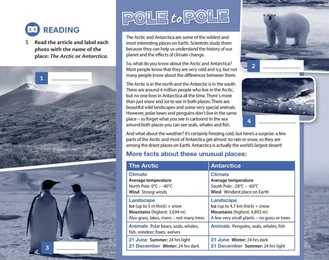 READING
1 Read the article and label each
photo with the name of the
place: The Arctic or Antarctica.
1
3
POLE to POLE
The Arctic and Antarctica are some of the wildest and
most interesting places on Earth. Scientists study them
because they can help us understand the history of our
planet and the effects of climate change.
So, what do you know about the Arctic and Antarctica?
Most people know that they are very cold and icy, but not
many people know about the differences between them.
The Arctic is in the north and the Antarctic is in the south.
There are around 4 million people who live in the Arctic,
but no one lives in Antarctica all the time. There's more
than just snow and ice to see in both places. There are
beautiful wild landscapes and some very special animals.
However, polar bears and penguins don't live in the same
place – so forget what you see in cartoons! In the sea
around both places you can see seals, whales and fish.
And what about the weather? It's certainly freezing cold, but here's a surprise: a few
parts of the Arctic and most of Antarctica get almost no rain or snow, so they are
among the driest places on Earth. Antarctica is actually the world's largest desert!
2
4
More facts about these unusual places:
The Arctic
Climate
Average temperature
North Pole: 0°C – -40°C
Wind Strong winds
Landscape
Ice (up to 5 m thick) + snow
Mountains (highest: 3,694 m)
Also grass, lakes, rivers – not many trees
Animals Polar bears, seals, whales,
fish, reindeer, foxes, wolves
21 June Summer: 24 hrs light
21 December Winter: 24 hrs dark
Antarctica
Climate
Average temperature
South Pole: -28°C – -60°C
Wind Windiest place on Earth
Landscape
Ice (up to 4.7 km thick) + snow
Mountains (highest: 4,892 m)
A few very small plants – no grass or trees
Animals Penguins, seals, whales, fish
21 June Winter: 24 hrs dark
21 December Summer: 24 hrs light